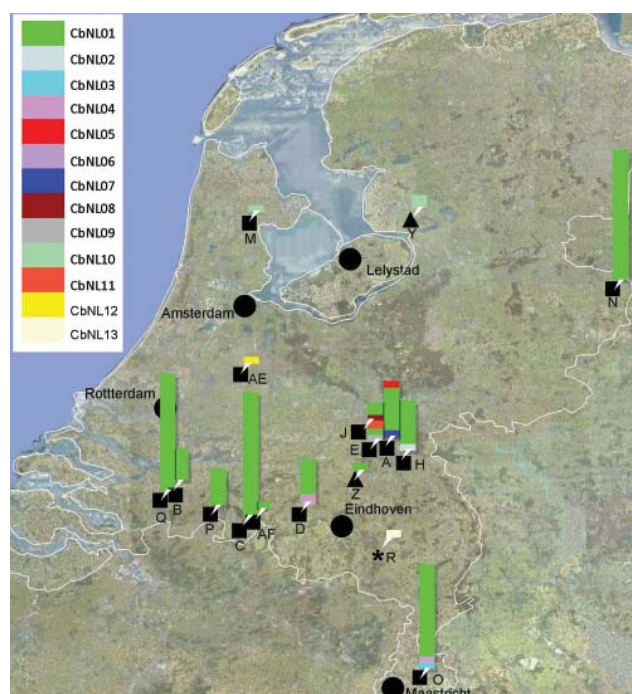 CbNL01
CbNL02
CbNL03
CbNL04
CbNL05
CbNL06
CbNL07
CbNL08
CbNL09
CbNL10
CbNL11
CbNL12
CbNL13
M
Y
Lelystad
N
Amsterdam
AE
Rottterdam
J
E
A
H
Z
Q
B
P
C
AF
D
Eindhoven
*R
O
Maastricht